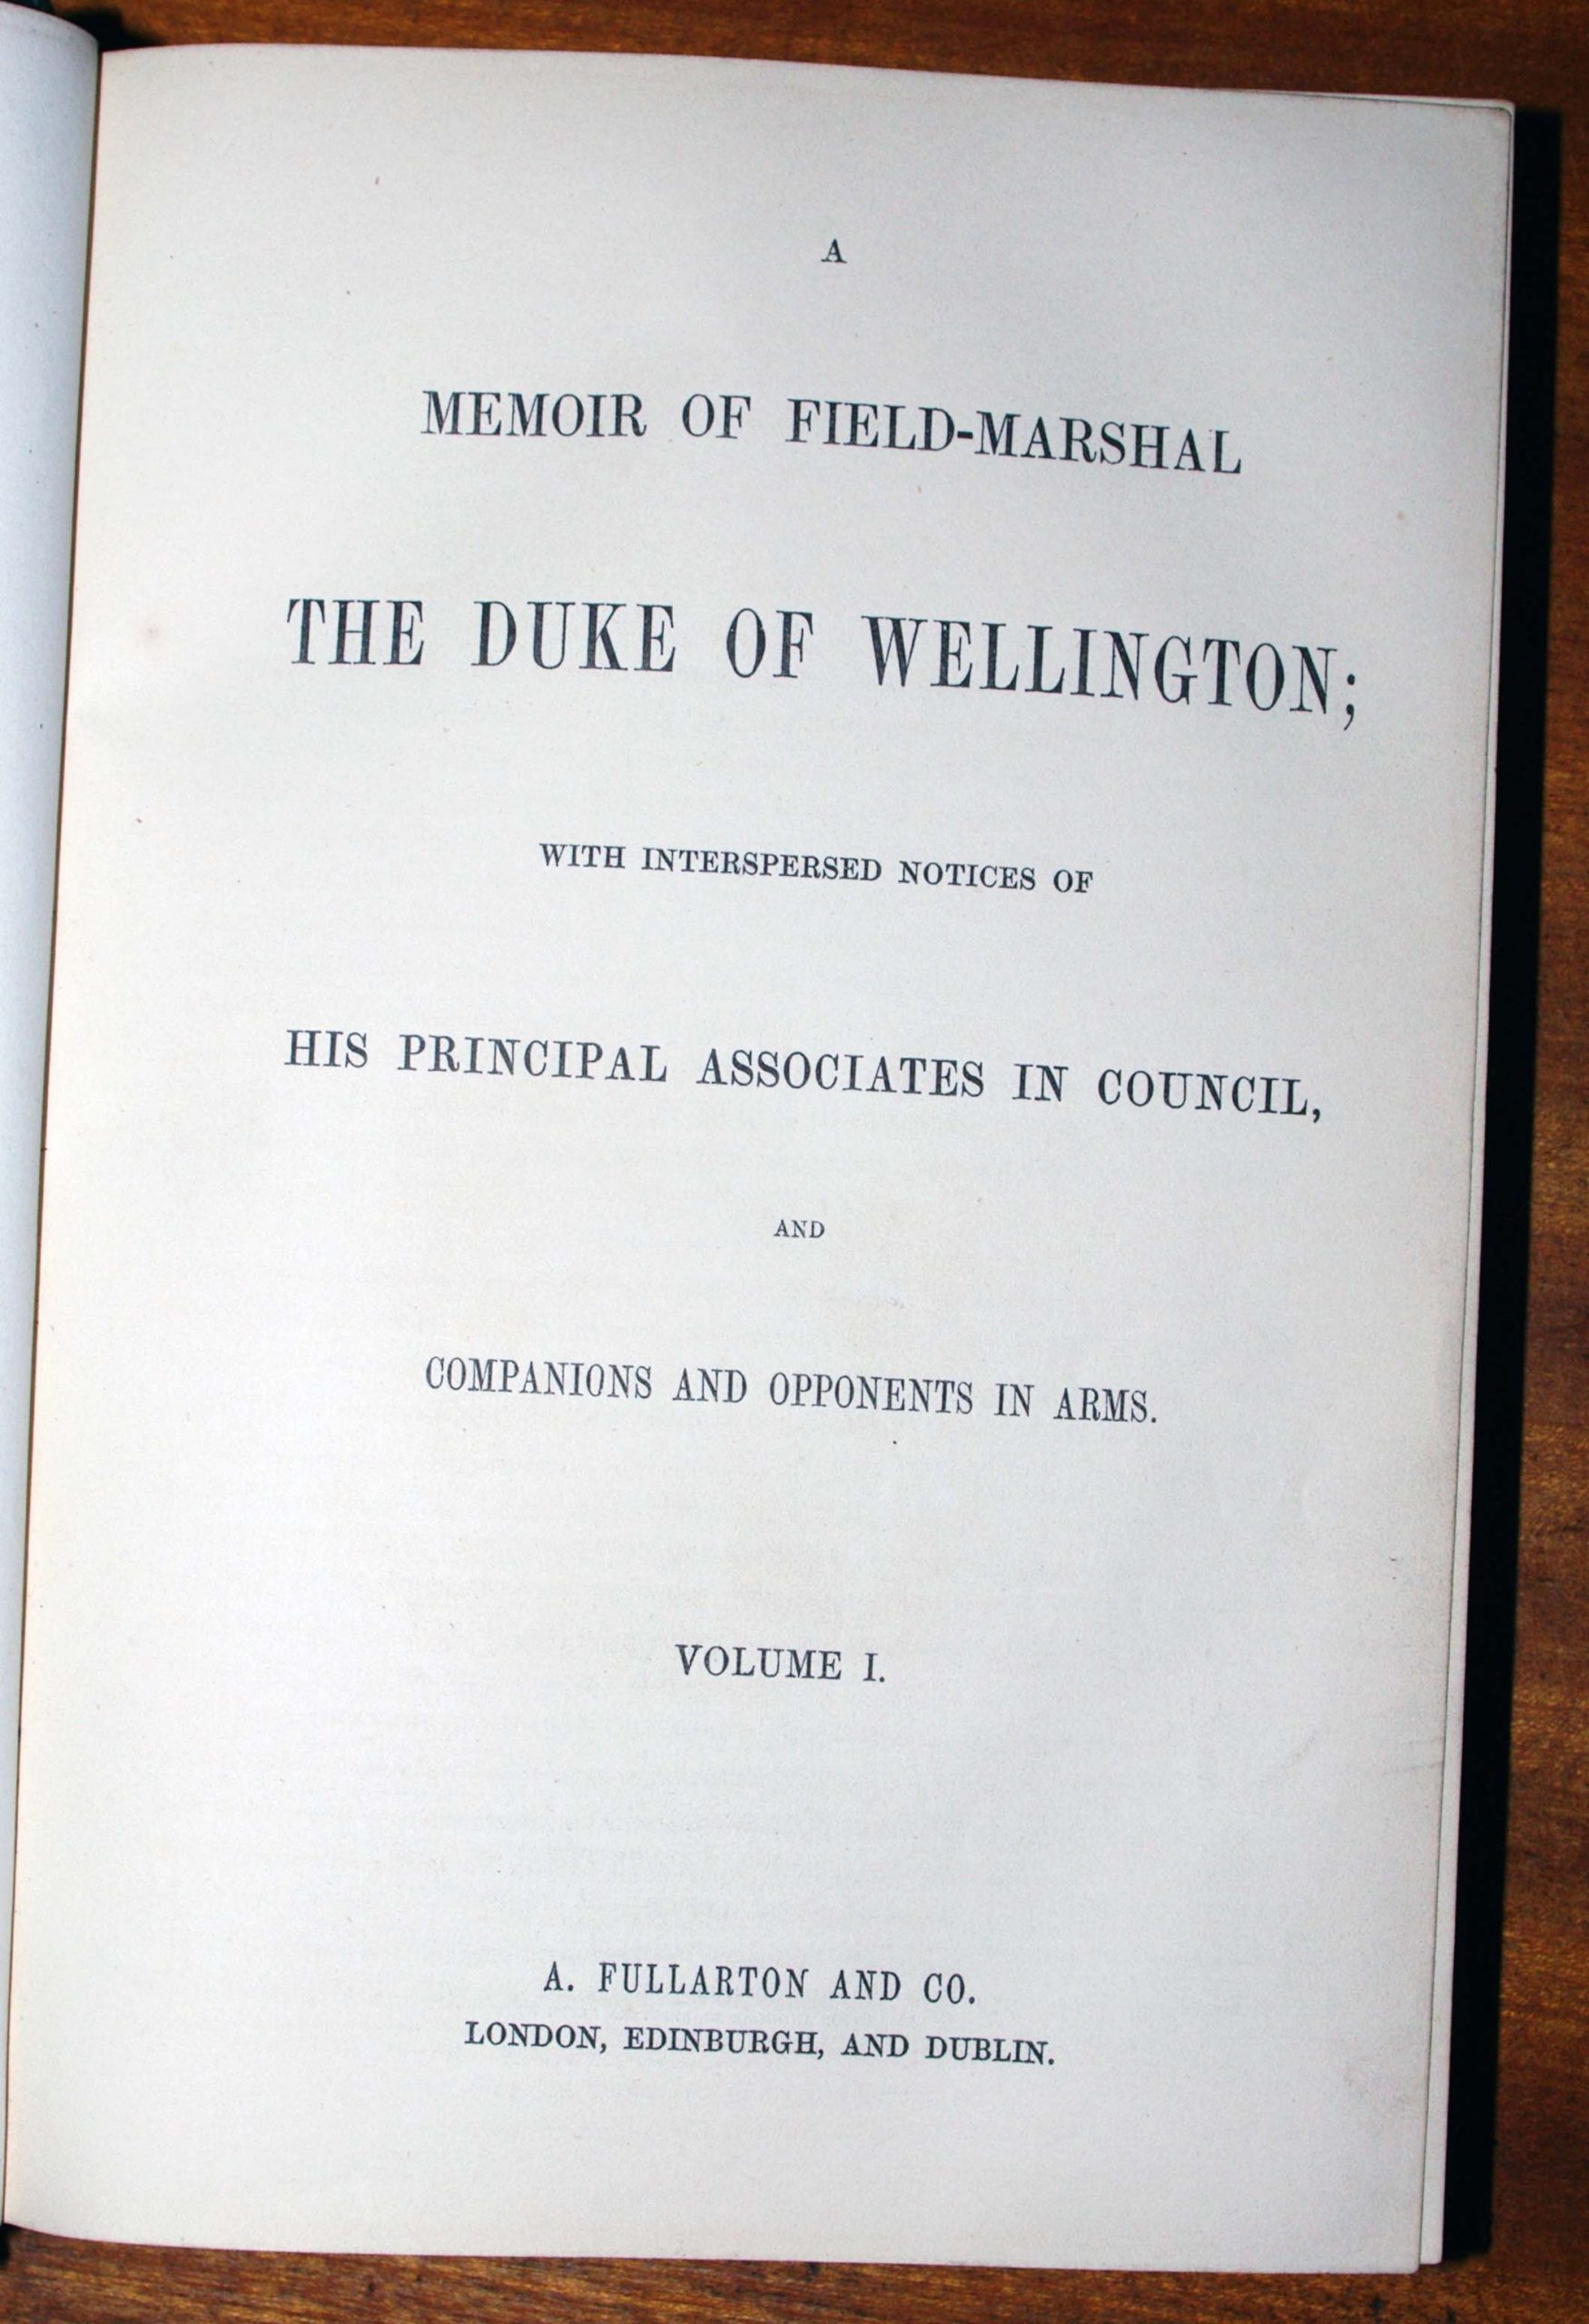 A
MEMOIR OF FIELD-MARSHAL
THE DUKE OF WELLINGTON;
WITH INTERSPERSED NOTICES OF
HIS PRINCIPAL ASSOCIATES IN COUNCIL,
AND
COMPANIONS AND OPPONENTS IN ARMS.
VOLUME I.
A. FULLARTON AND CO.
LONDON, EDINBURGH, AND DUBLIN.